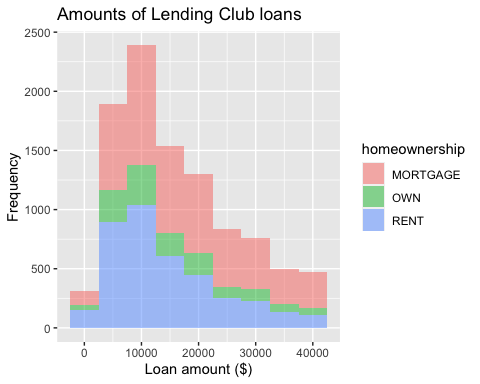 Amounts of Lending Club loans
2500
2000
1500
1000
500
0
Frequency
0 10000 20000 30000 40000
Loan amount ($)
homeownership
MORTGAGE
OWN
RENT